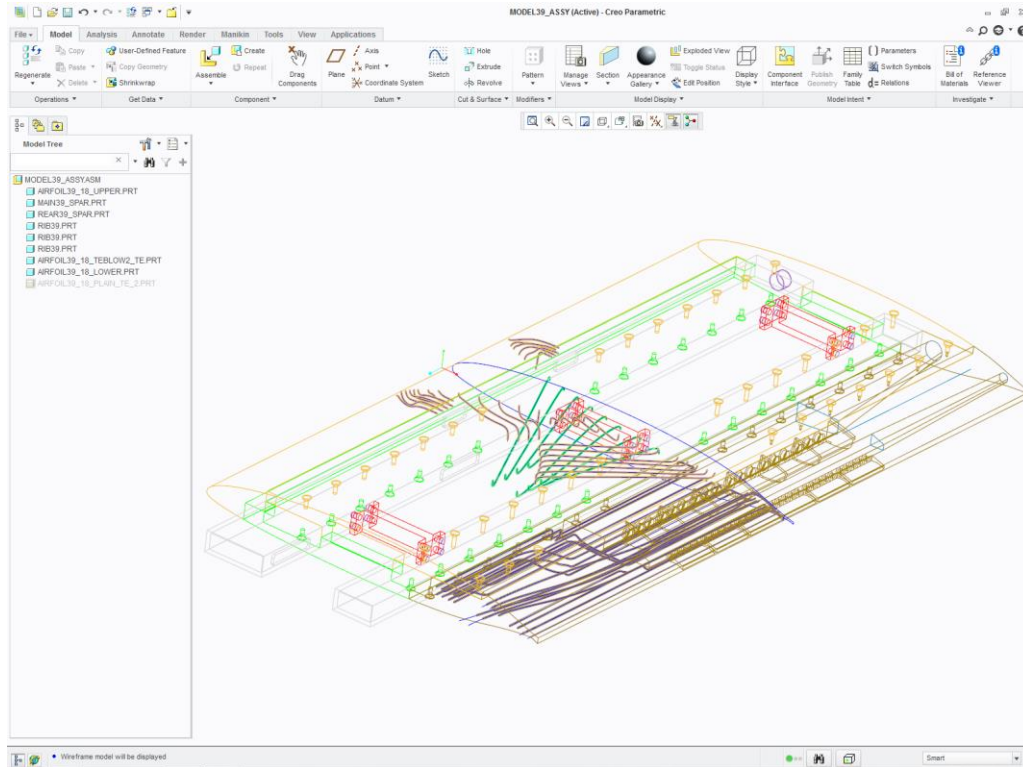 MODEL39_ASSY (Active) - Creo Parametric
File Model Analysis Annotate Render Manikin Tools View Applications
Regenerate
Copy
Paste
Delete
User-Defined Feature
Copy Geometry
Shrinkwrap
Assemble
Create
Repeat
Drag
Components
Plane
Axis
Point
Coordinate System
Sketch
Hole
Extrude
Revolve
Pattern
Manage
Views
Section
Appearance
Gallery
Exploded View
Toggle Status
Edit Position
Display
Style
Component
Interface
Publish
Geometry
Family
Table
{ } Parameters
Switch Symbols
d= Relations
Bill of
Materials
Reference
Viewer
Operations Get Data Component Datum Cut & Surface Modifiers Model Display Model Intent Investigate
Model Tree
MODEL39_ASSY.ASM
AIRFOIL39_18_UPPER.PRT
MAIN39_SPAR.PRT
REAR39_SPAR.PRT
RIB39.PRT
RIB39.PRT
RIB39.PRT
AIRFOIL39_18_TEBLOW2_TE.PRT
AIRFOIL39_18_LOWER.PRT
AIRFOIL39_18_PLAIN_TE_2.PRT
Wireframe model will be displayed
Smart